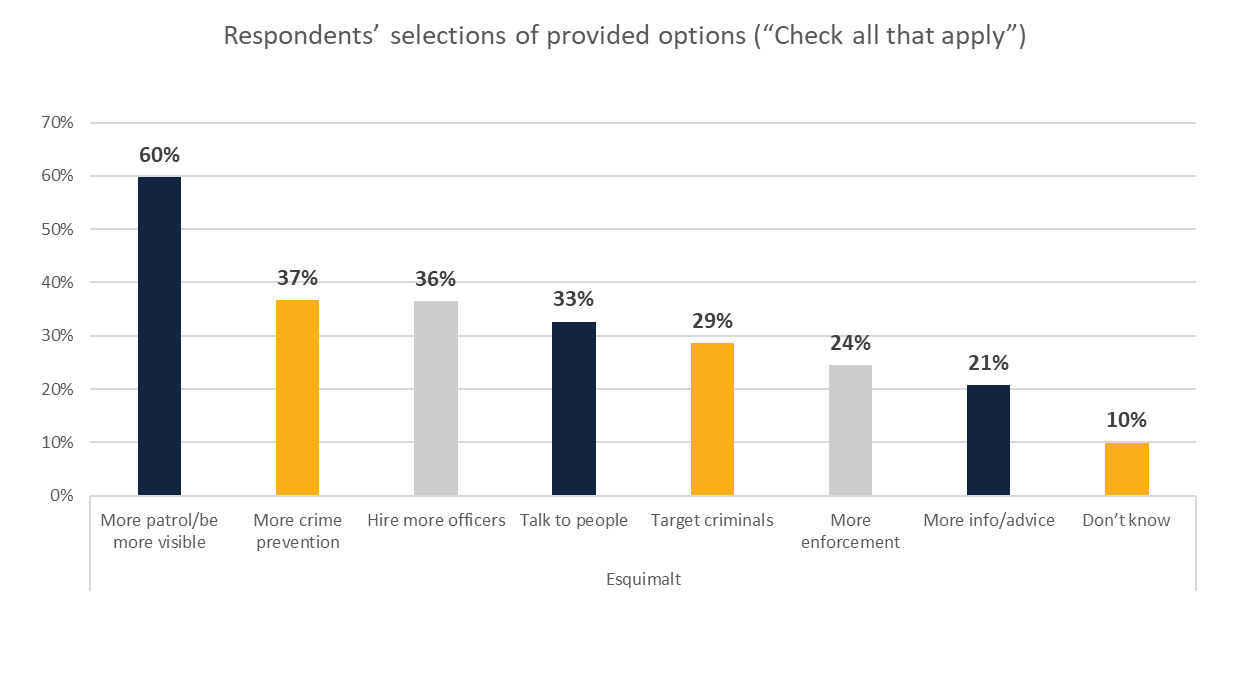 Respondents’ selections of provided options (“Check all that apply”)
70%
60%
50%
40%
30%
20%
10%
0%
60%
37%
36%
33%
29%
24%
21%
10%
More patrol/be
more visible
More crime
prevention
Hire more officers
Talk to people
Target criminals
More
enforcement
More info/advice
Don’t know
Esquimalt